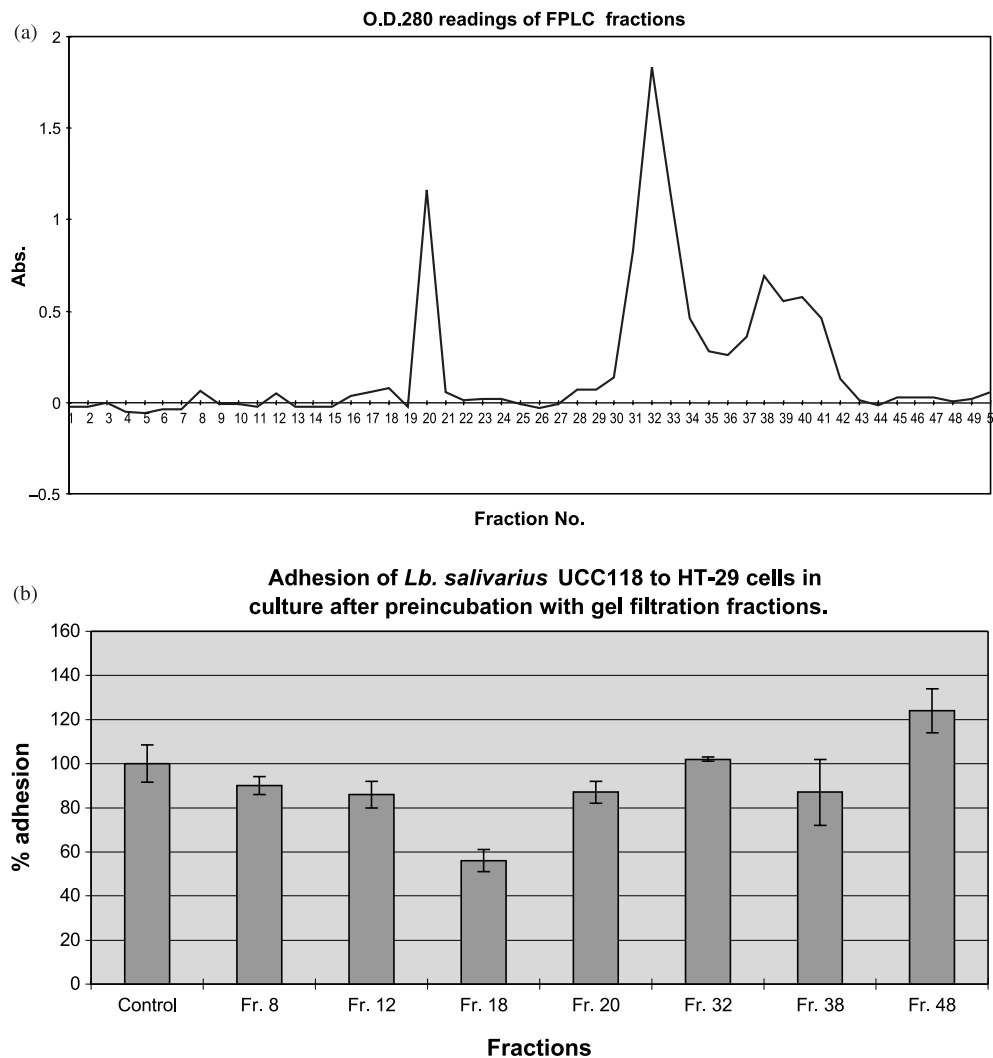 (a)
O.D.280 readings of FPLC fractions
2
1.5
1
0.5
0
–0.5
Abs.
1 2 3 4 5 6 7 8 9 10 11 12 13 14 15 16 17 18 19 20 21 22 23 24 25 26 27 28 29 30 31 32 33 34 35 36 37 38 39 40 41 42 43 44 45 46 47 48 49 5
Fraction No.
(b)
Adhesion of Lb. salivarius UCC118 to HT-29 cells in
culture after preincubation with gel filtration fractions.
160
140
120
100
80
60
40
20
0
% adhesion
Control Fr. 8 Fr. 12 Fr. 18 Fr. 20 Fr. 32 Fr. 38 Fr. 48
Fractions